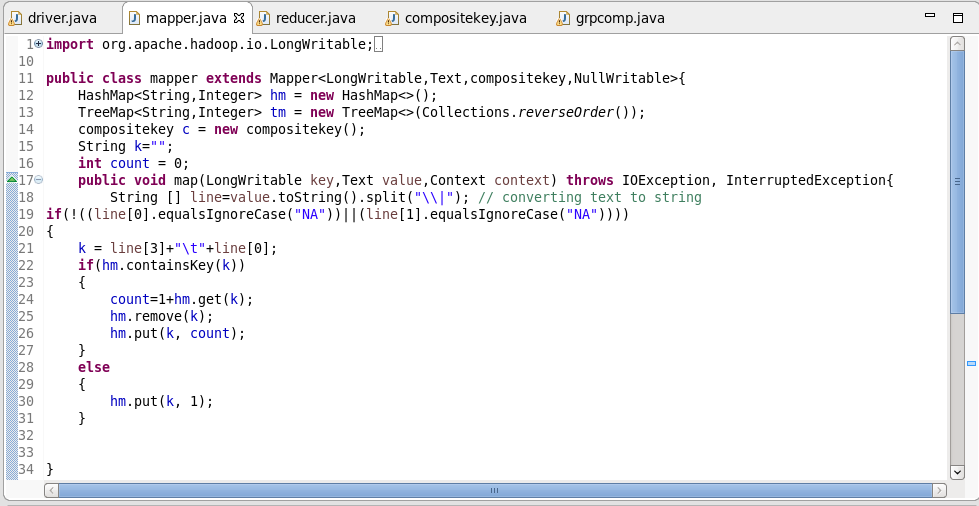 driver.java mapper.java reducer.java compositekey.java grpcomp.java
1 import org.apache.hadoop.io.LongWritable;
10
11 public class mapper extends Mapper<LongWritable,Text,compositekey,NullWritable>{
12     HashMap<String,Integer> hm = new HashMap<>();
13     TreeMap<String,Integer> tm = new TreeMap<>(Collections.reverseOrder());
14     compositekey c = new compositekey();
15     String k="";
16     int count = 0;
17     public void map(LongWritable key,Text value,Context context) throws IOException, InterruptedException{
18         String [] line=value.toString().split("\\|"); // converting text to string
19 if(!((line[0].equalsIgnoreCase("NA"))||(line[1].equalsIgnoreCase("NA"))))
20 {
21     k = line[3]+"\t"+line[0];
22     if(hm.containsKey(k))
23     {
24         count=1+hm.get(k);
25         hm.remove(k);
26         hm.put(k, count);
27     }
28     else
29     {
30         hm.put(k, 1);
31     }
32
33
34 }